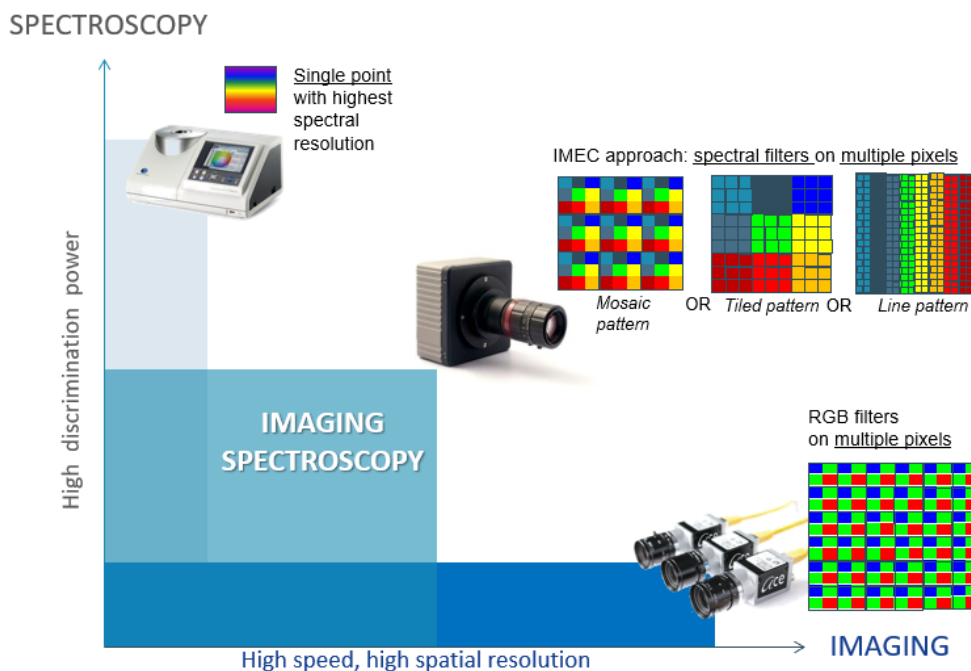 SPECTROSCOPY
Single point
with highest
spectral
resolution
IMEC approach: spectral filters on multiple pixels
Mosaic
pattern
OR
Tiled pattern
OR
Line pattern
High discrimination power
IMAGING
SPECTROSCOPY
RGB filters
on multiple pixels
ace
High speed, high spatial resolution
IMAGING